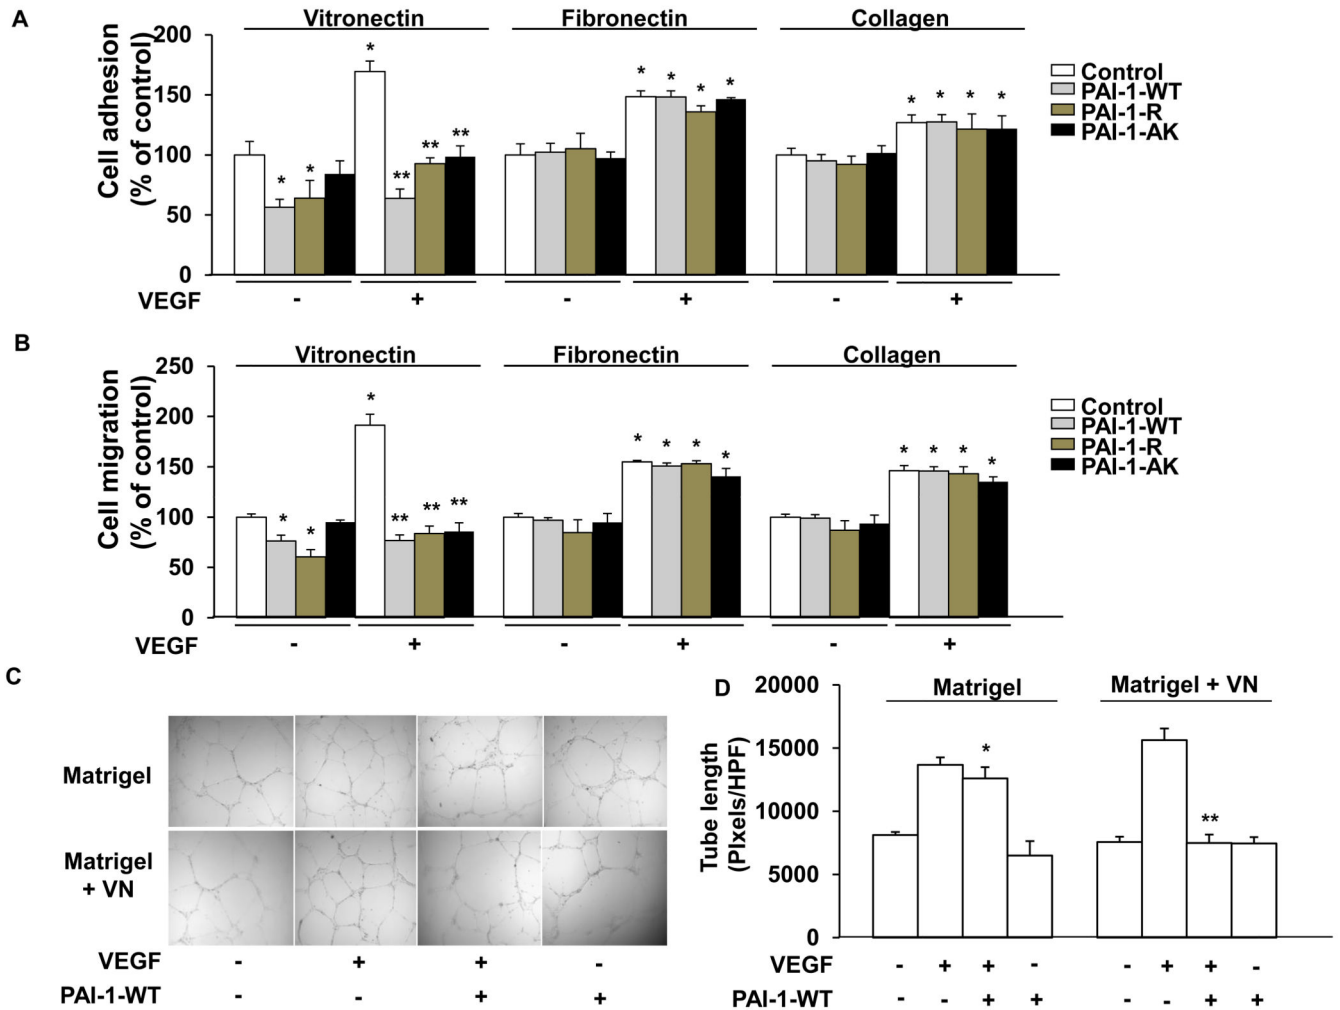 A
Vitronectin Fibronectin Collagen
Cell adhesion
(% of control)
200
150
100
50
0
* * * * ** ** ** * * * * * * * *
Control
PAI-1-WT
PAI-1-R
PAI-1-AK
VEGF - + - + - +
B
Vitronectin Fibronectin Collagen
Cell migration
(% of control)
250
200
150
100
50
0
* * * ** ** ** * * * * * * * *
Control
PAI-1-WT
PAI-1-R
PAI-1-AK
VEGF - + - + - +
C
Matrigel
Matrigel
+ VN
VEGF - + + -
PAI-1-WT - - + +
D
Matrigel Matrigel + VN
Tube length
(PIxels/HPF)
20000
15000
10000
5000
0
* **
VEGF - + + - - + + -
PAI-1-WT - - + + - - + +